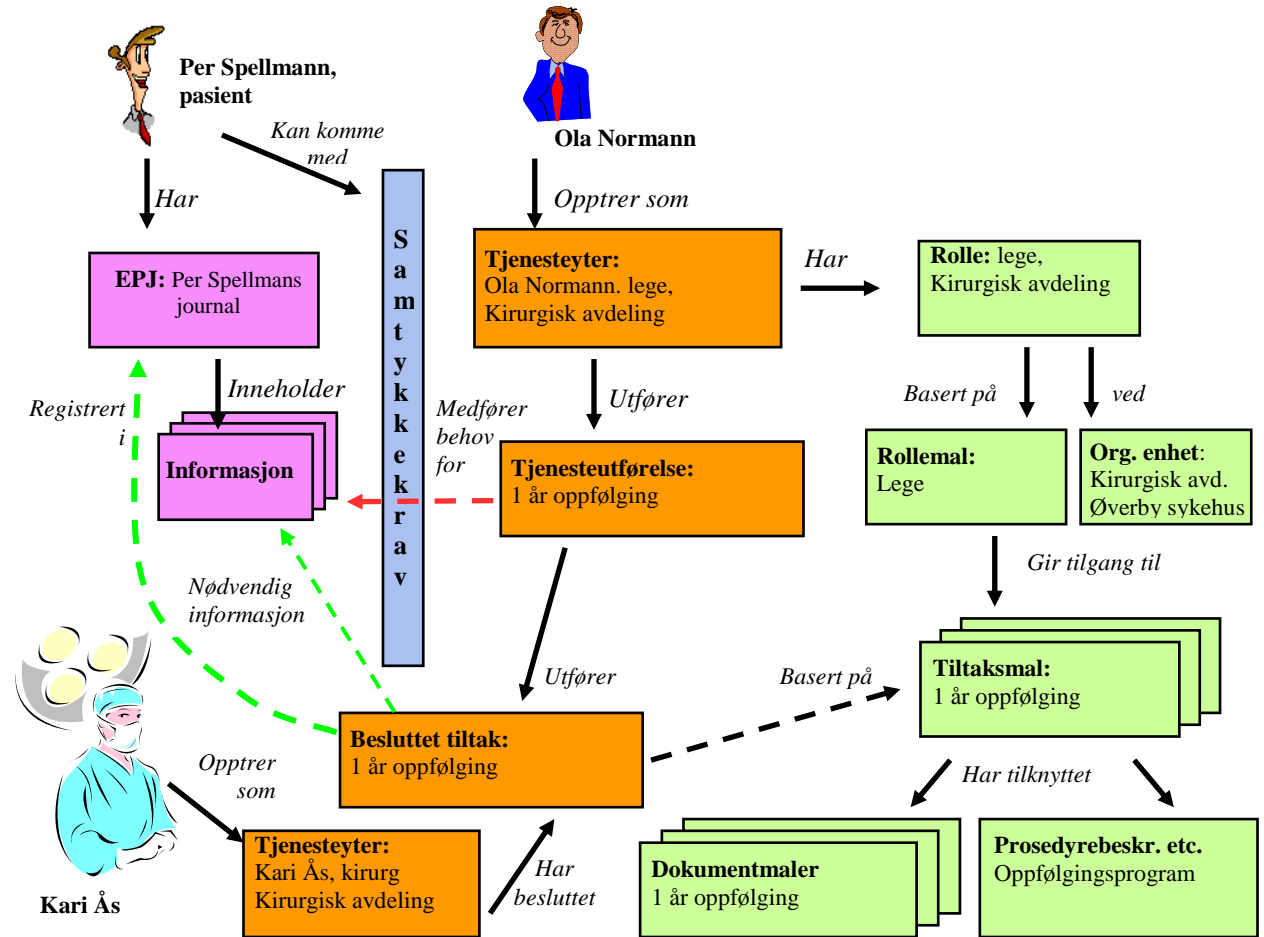 Per Spellmann,
pasient
Ola Normann
Kan komme
med
Har
Opptrer som
Samtykkekrav
EPJ: Per Spellmans
journal
Tjenesteyter:
Ola Normann. lege,
Kirurgisk avdeling
Har
Rolle: lege,
Kirurgisk avdeling
Inneholder
Registrert
i
Utfører
Basert på
ved
Medfører
behov
for
Informasjon
Tjenesteutførelse:
1 år oppfølging
Rollemal:
Lege
Org. enhet:
Kirurgisk avd.
Øverby sykehus
Nødvendig
informasjon
Gir tilgang til
Utfører
Basert på
Tiltaksmal:
1 år oppfølging
Besluttet tiltak:
1 år oppfølging
Opptrer
som
Har tilknyttet
Tjenesteyter:
Kari Ås, kirurg
Kirurgisk avdeling
Har
besluttet
Dokumentmaler
1 år oppfølging
Prosedyrebeskr. etc.
Oppfølgingsprogram
Kari Ås